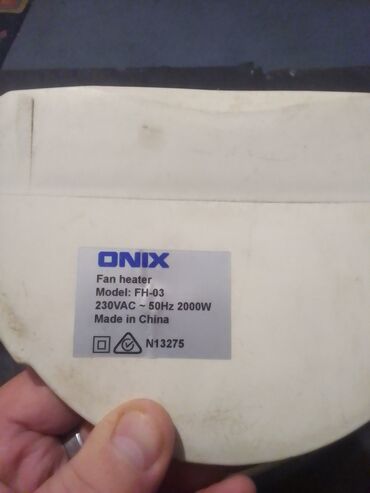 ONIX
Fan heater
Model: FH-03
230VAC ~ 50Hz 2000W
Made in China
N13275